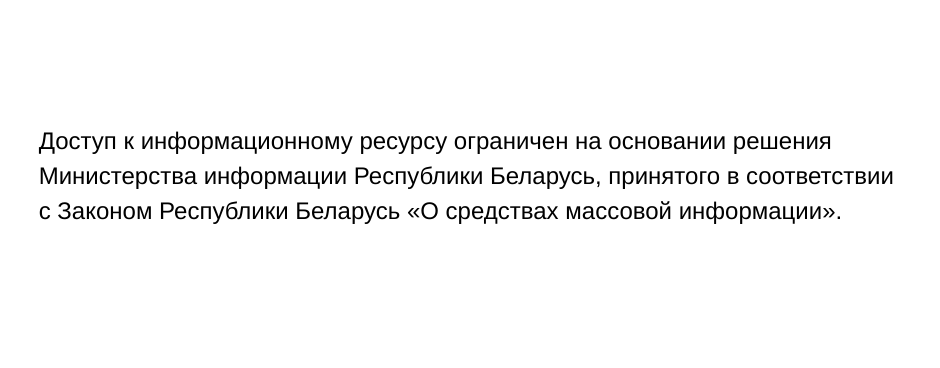 Доступ к информационному ресурсу ограничен на основании решения
Министерства информации Республики Беларусь, принятого в соответствии
с Законом Республики Беларусь «О средствах массовой информации».